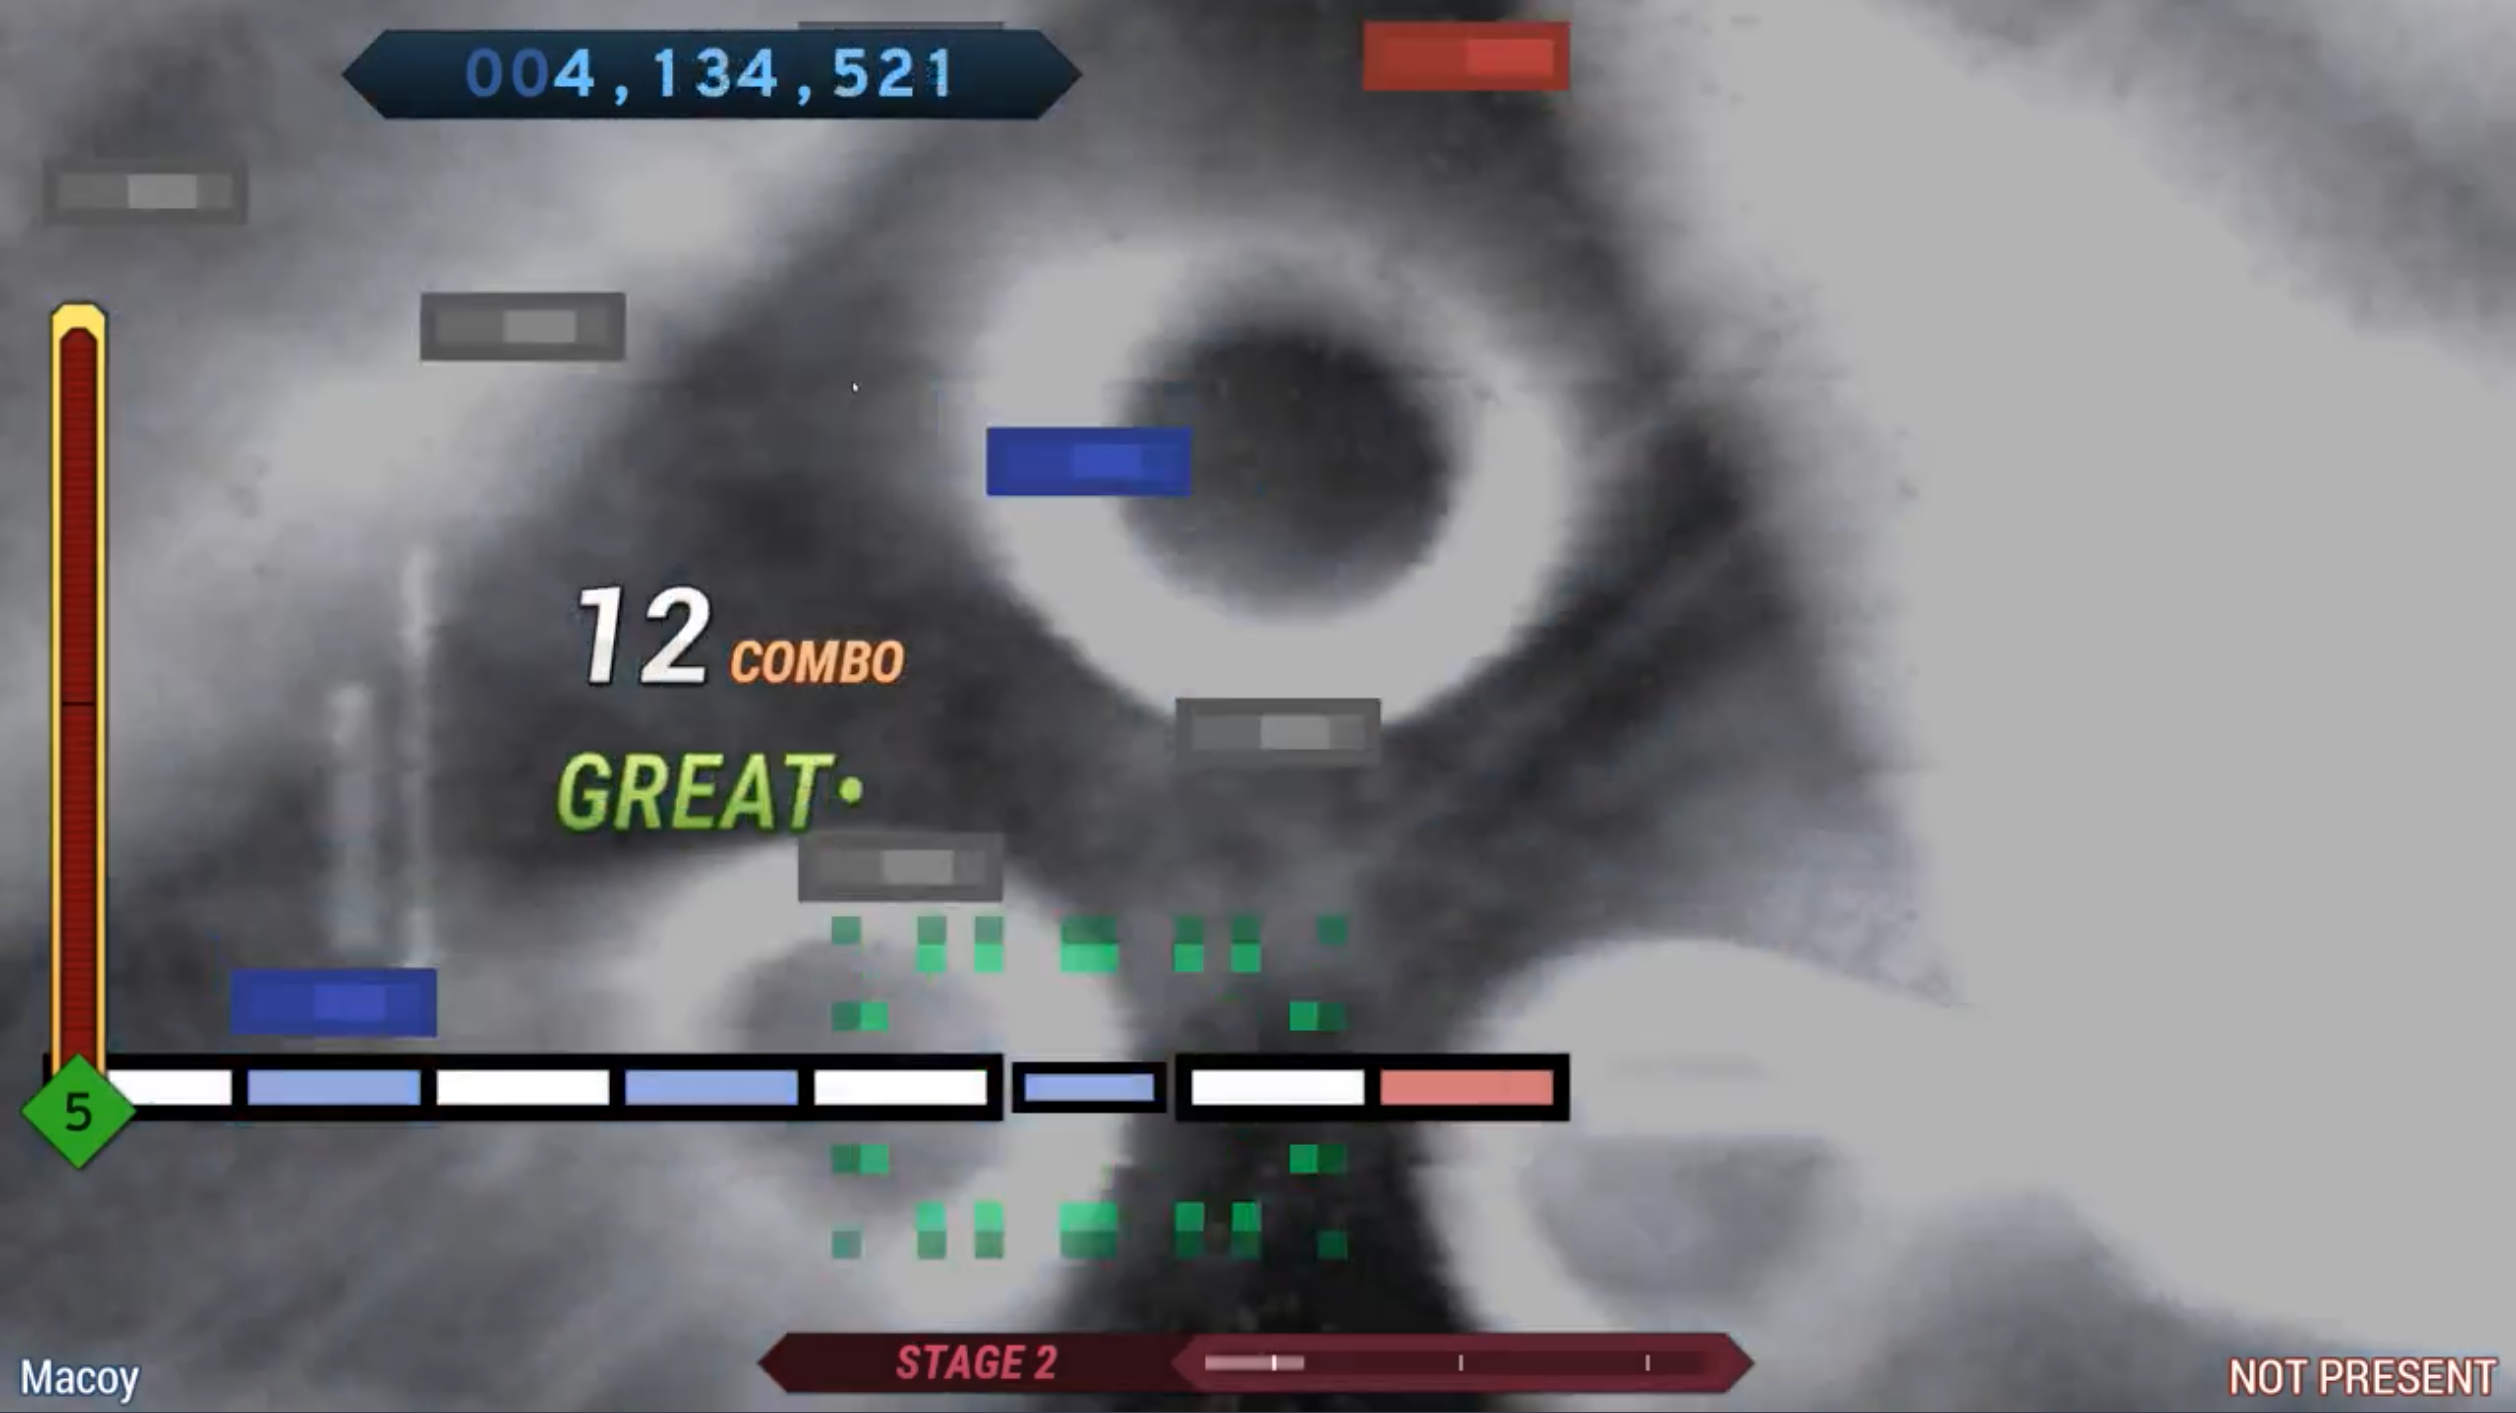 004,134,521
12 COMBO
GREAT•
5
STAGE 2
Macoy
NOT PRESENT